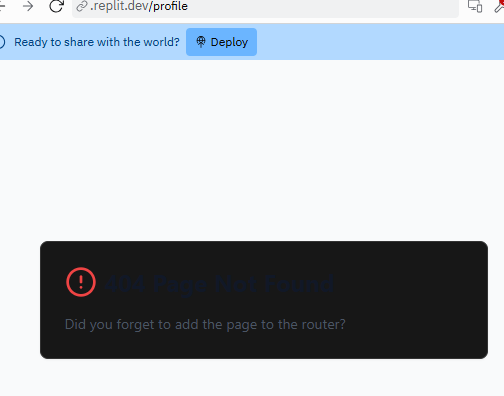 .replit.dev/profile
Ready to share with the world?
Deploy
404 Page Not Found
Did you forget to add the page to the router?